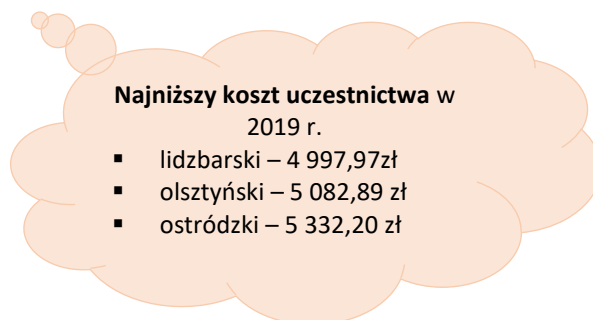 Najniższy koszt uczestnictwa w
2019 r.
▪ lidzbarski – 4 997,97zł
▪ olsztyński – 5 082,89 zł
▪ ostródzki – 5 332,20 zł